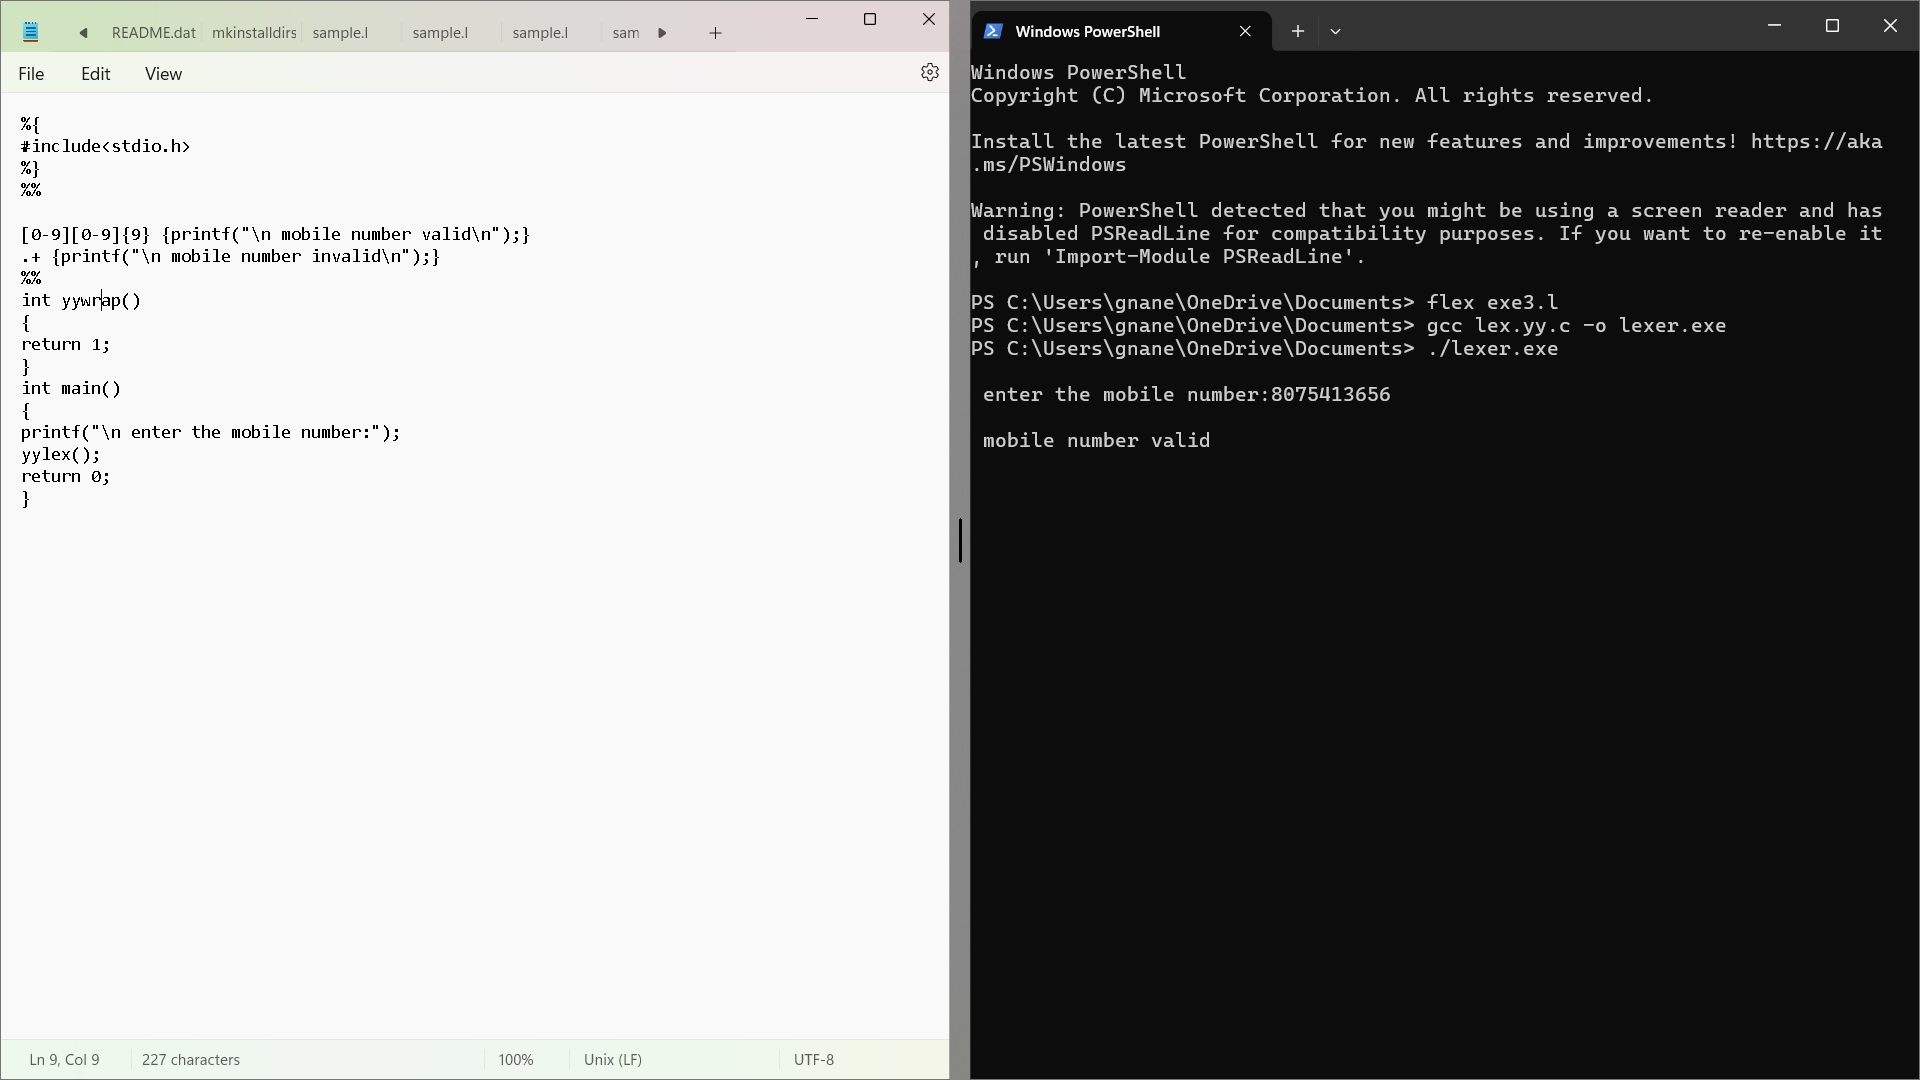 README.dat mkinstalldirs sample.l sample.l sample.l sam
File Edit View
%{
#include<stdio.h>
%}
%%
[0-9][0-9]{9} {printf("\n mobile number valid\n");}
.+ {printf("\n mobile number invalid\n");}
%%
int yywrap()
{
return 1;
}
int main()
{
printf("\n enter the mobile number:");
yylex();
return 0;
}
Ln 9, Col 9 227 characters 100% Unix (LF) UTF-8
Windows PowerShell
Windows PowerShell
Copyright (C) Microsoft Corporation. All rights reserved.
Install the latest PowerShell for new features and improvements! https://aka
.ms/PSWindows
Warning: PowerShell detected that you might be using a screen reader and has
disabled PSReadLine for compatibility purposes. If you want to re-enable it
, run 'Import-Module PSReadLine'.
PS C:\Users\gnane\OneDrive\Documents> flex exe3.l
PS C:\Users\gnane\OneDrive\Documents> gcc lex.yy.c -o lexer.exe
PS C:\Users\gnane\OneDrive\Documents> ./lexer.exe
enter the mobile number:8075413656
mobile number valid